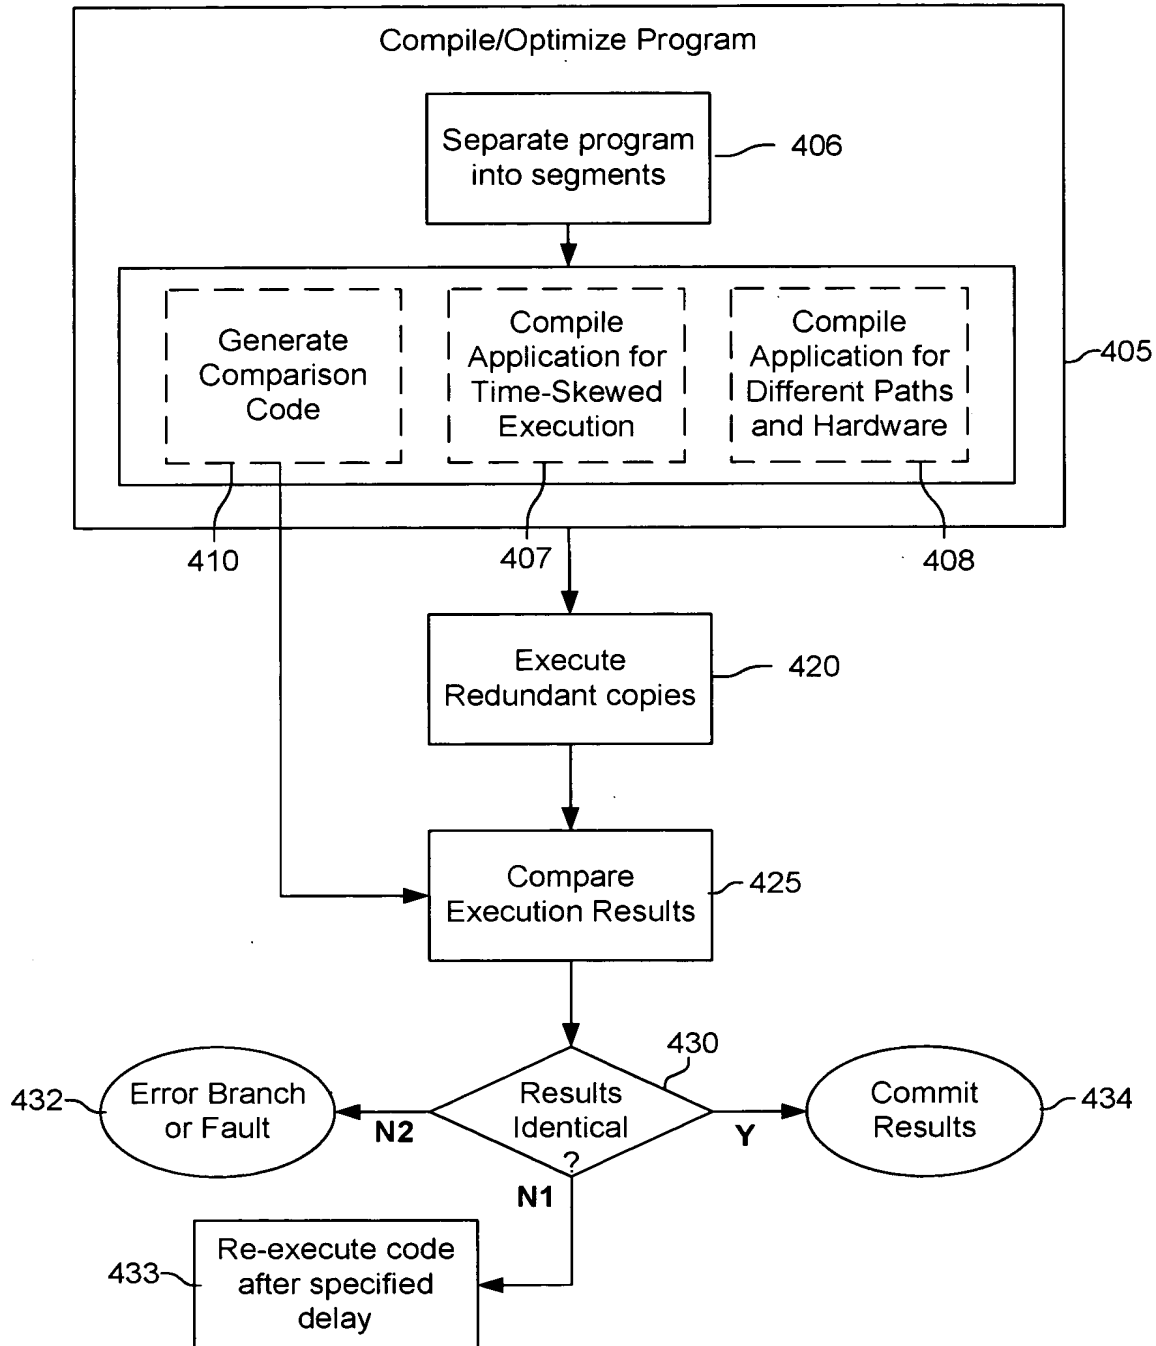 Compile/Optimize Program
Separate program
into segments
406
Generate
Comparison
Code
Compile
Application for
Time-Skewed
Execution
Compile
Application for
Different Paths
and Hardware
405
410
407
408
Execute
Redundant copies
420
Compare
Execution Results
425
430
432
Error Branch
or Fault
N2
Results
Identical
?
Y
Commit
Results
434
N1
433
Re-execute code
after specified
delay